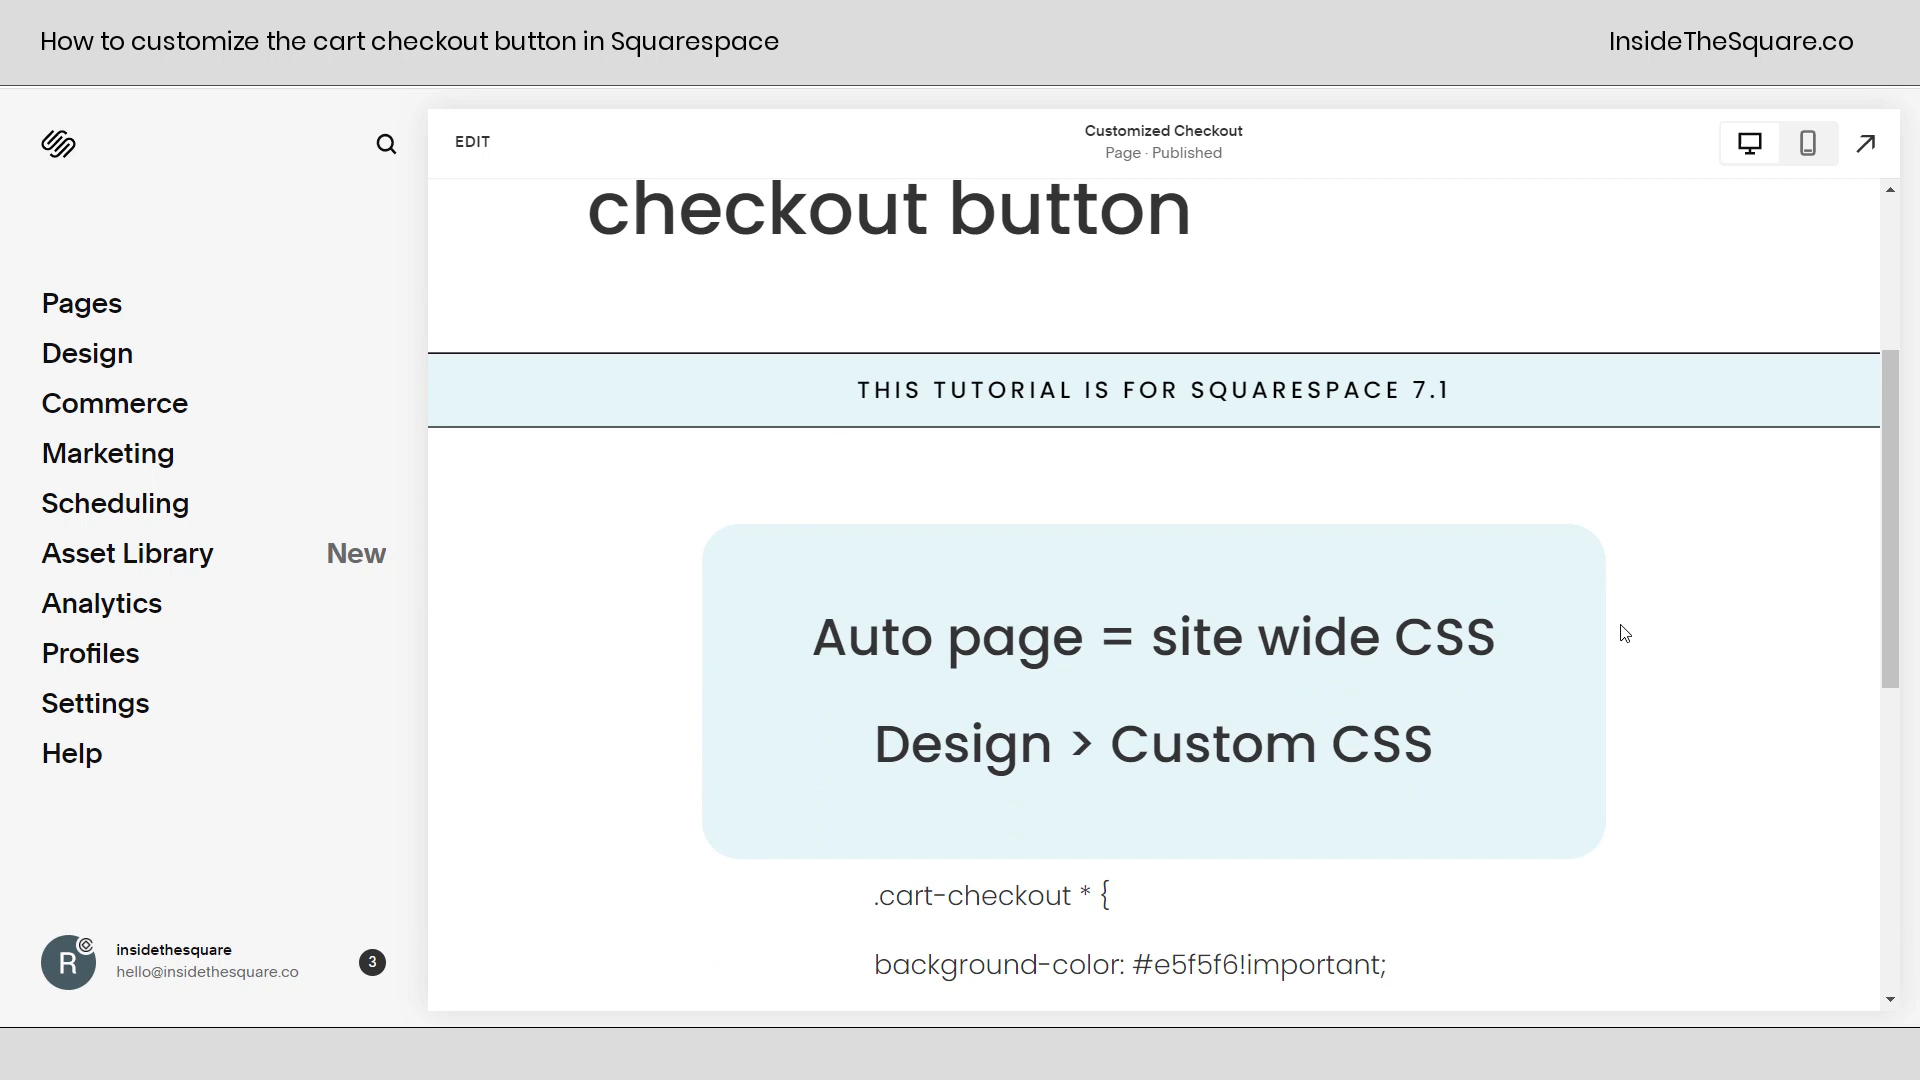 How to customize the cart checkout button in Squarespace
InsideTheSquare.co
EDIT
Customized Checkout
Page · Published
checkout button
Pages
Design
Commerce
Marketing
Scheduling
Asset Library New
Analytics
Profiles
Settings
Help
THIS TUTORIAL IS FOR SQUARESPACE 7.1
Auto page = site wide CSS
Design > Custom CSS
.cart-checkout * {
background-color: #e5f5f6!important;
R
insidethesquare
hello@insidethesquare.co
3